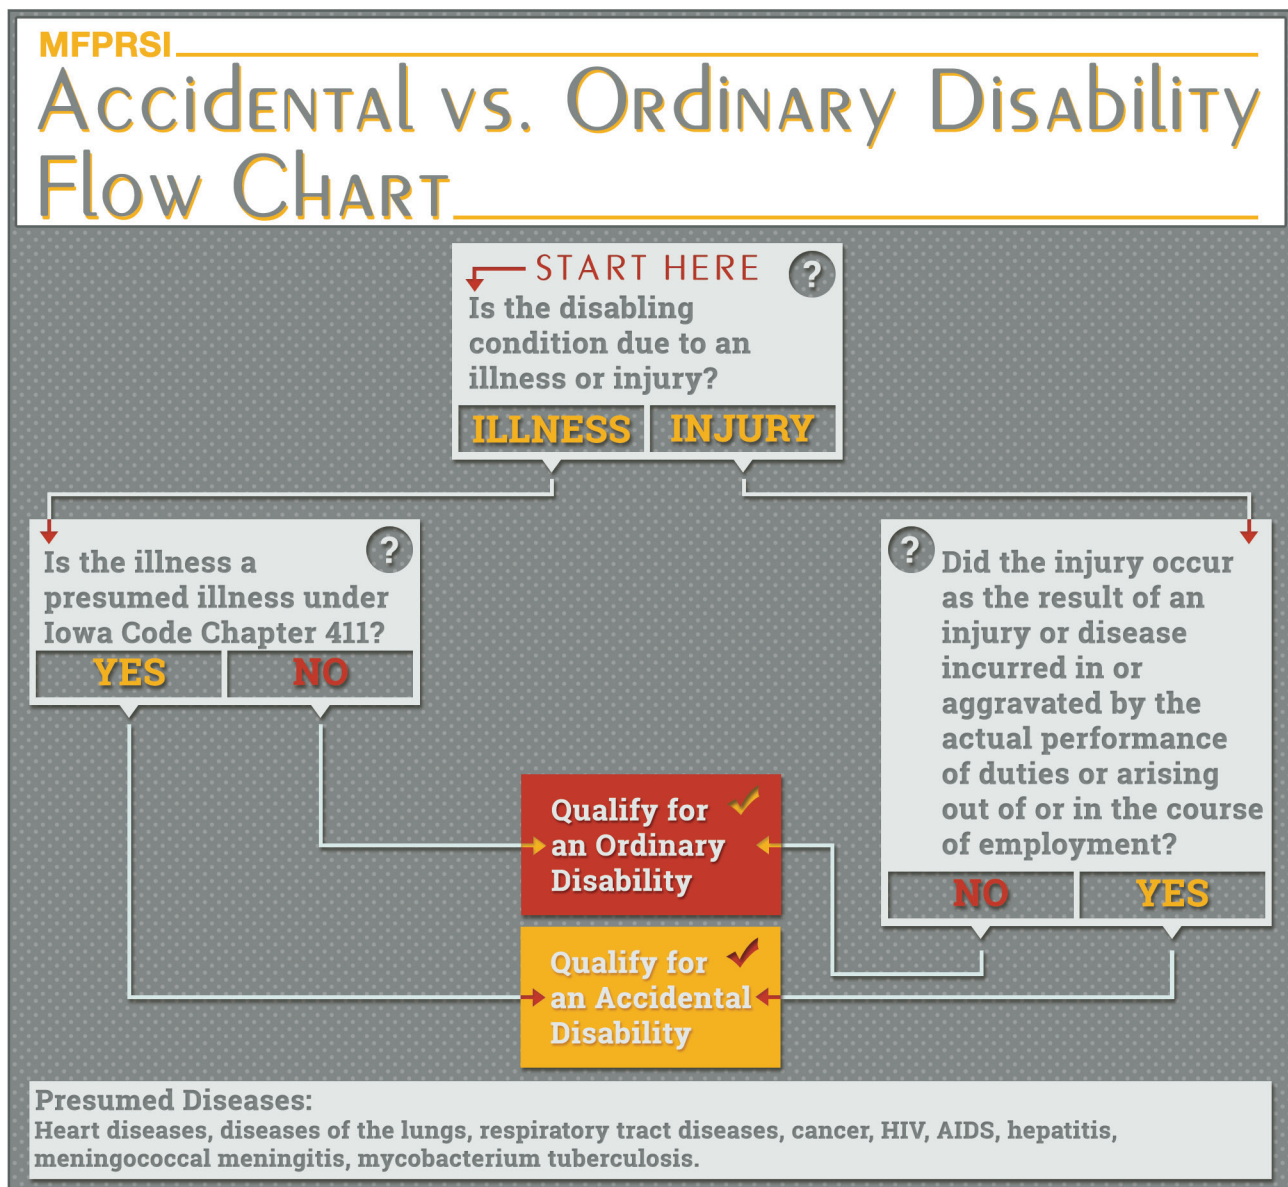 MFPRSI
Accidental vs. Ordinary Disability
Flow Chart
START HERE
?
Is the disabling
condition due to an
illness or injury?
ILLNESS
INJURY
?
Is the illness a
presumed illness under
Iowa Code Chapter 411?
YES
NO
?
Did the injury occur
as the result of an
injury or disease
incurred in or
aggravated by the
actual performance
of duties or arising
out of or in the course
of employment?
NO
YES
Qualify for
an Ordinary
Disability
Qualify for
an Accidental
Disability
Presumed Diseases:
Heart diseases, diseases of the lungs, respiratory tract diseases, cancer, HIV, AIDS, hepatitis,
meningococcal meningitis, mycobacterium tuberculosis.